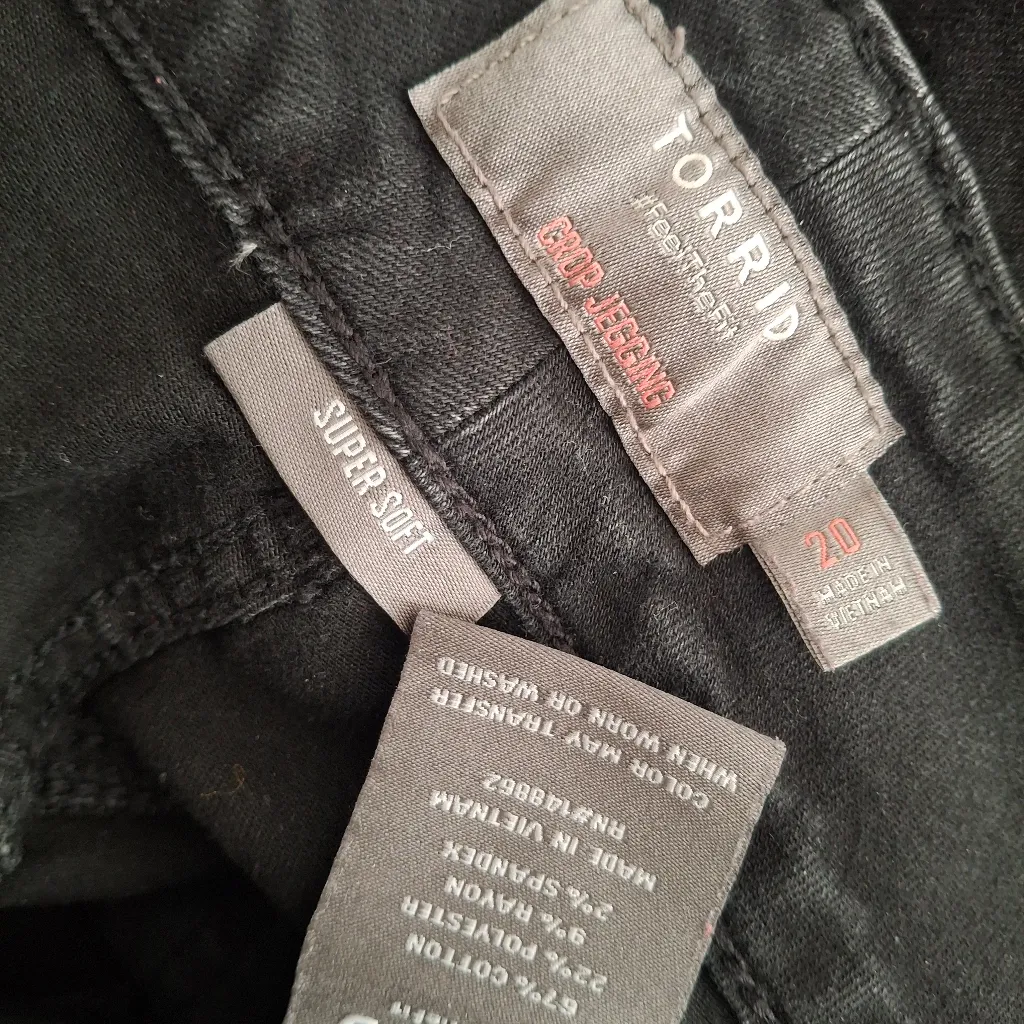 TORRID
#FeelTheFit
CROP JEGGING
20
MADE IN
VIETNAM
SUPER SOFT
67% COTTON
22% POLYESTER
9% RAYON
2% SPANDEX
MADE IN VIETNAM
RN#148862
COLOR MAY TRANSFER
WHEN WORN OR WASHED